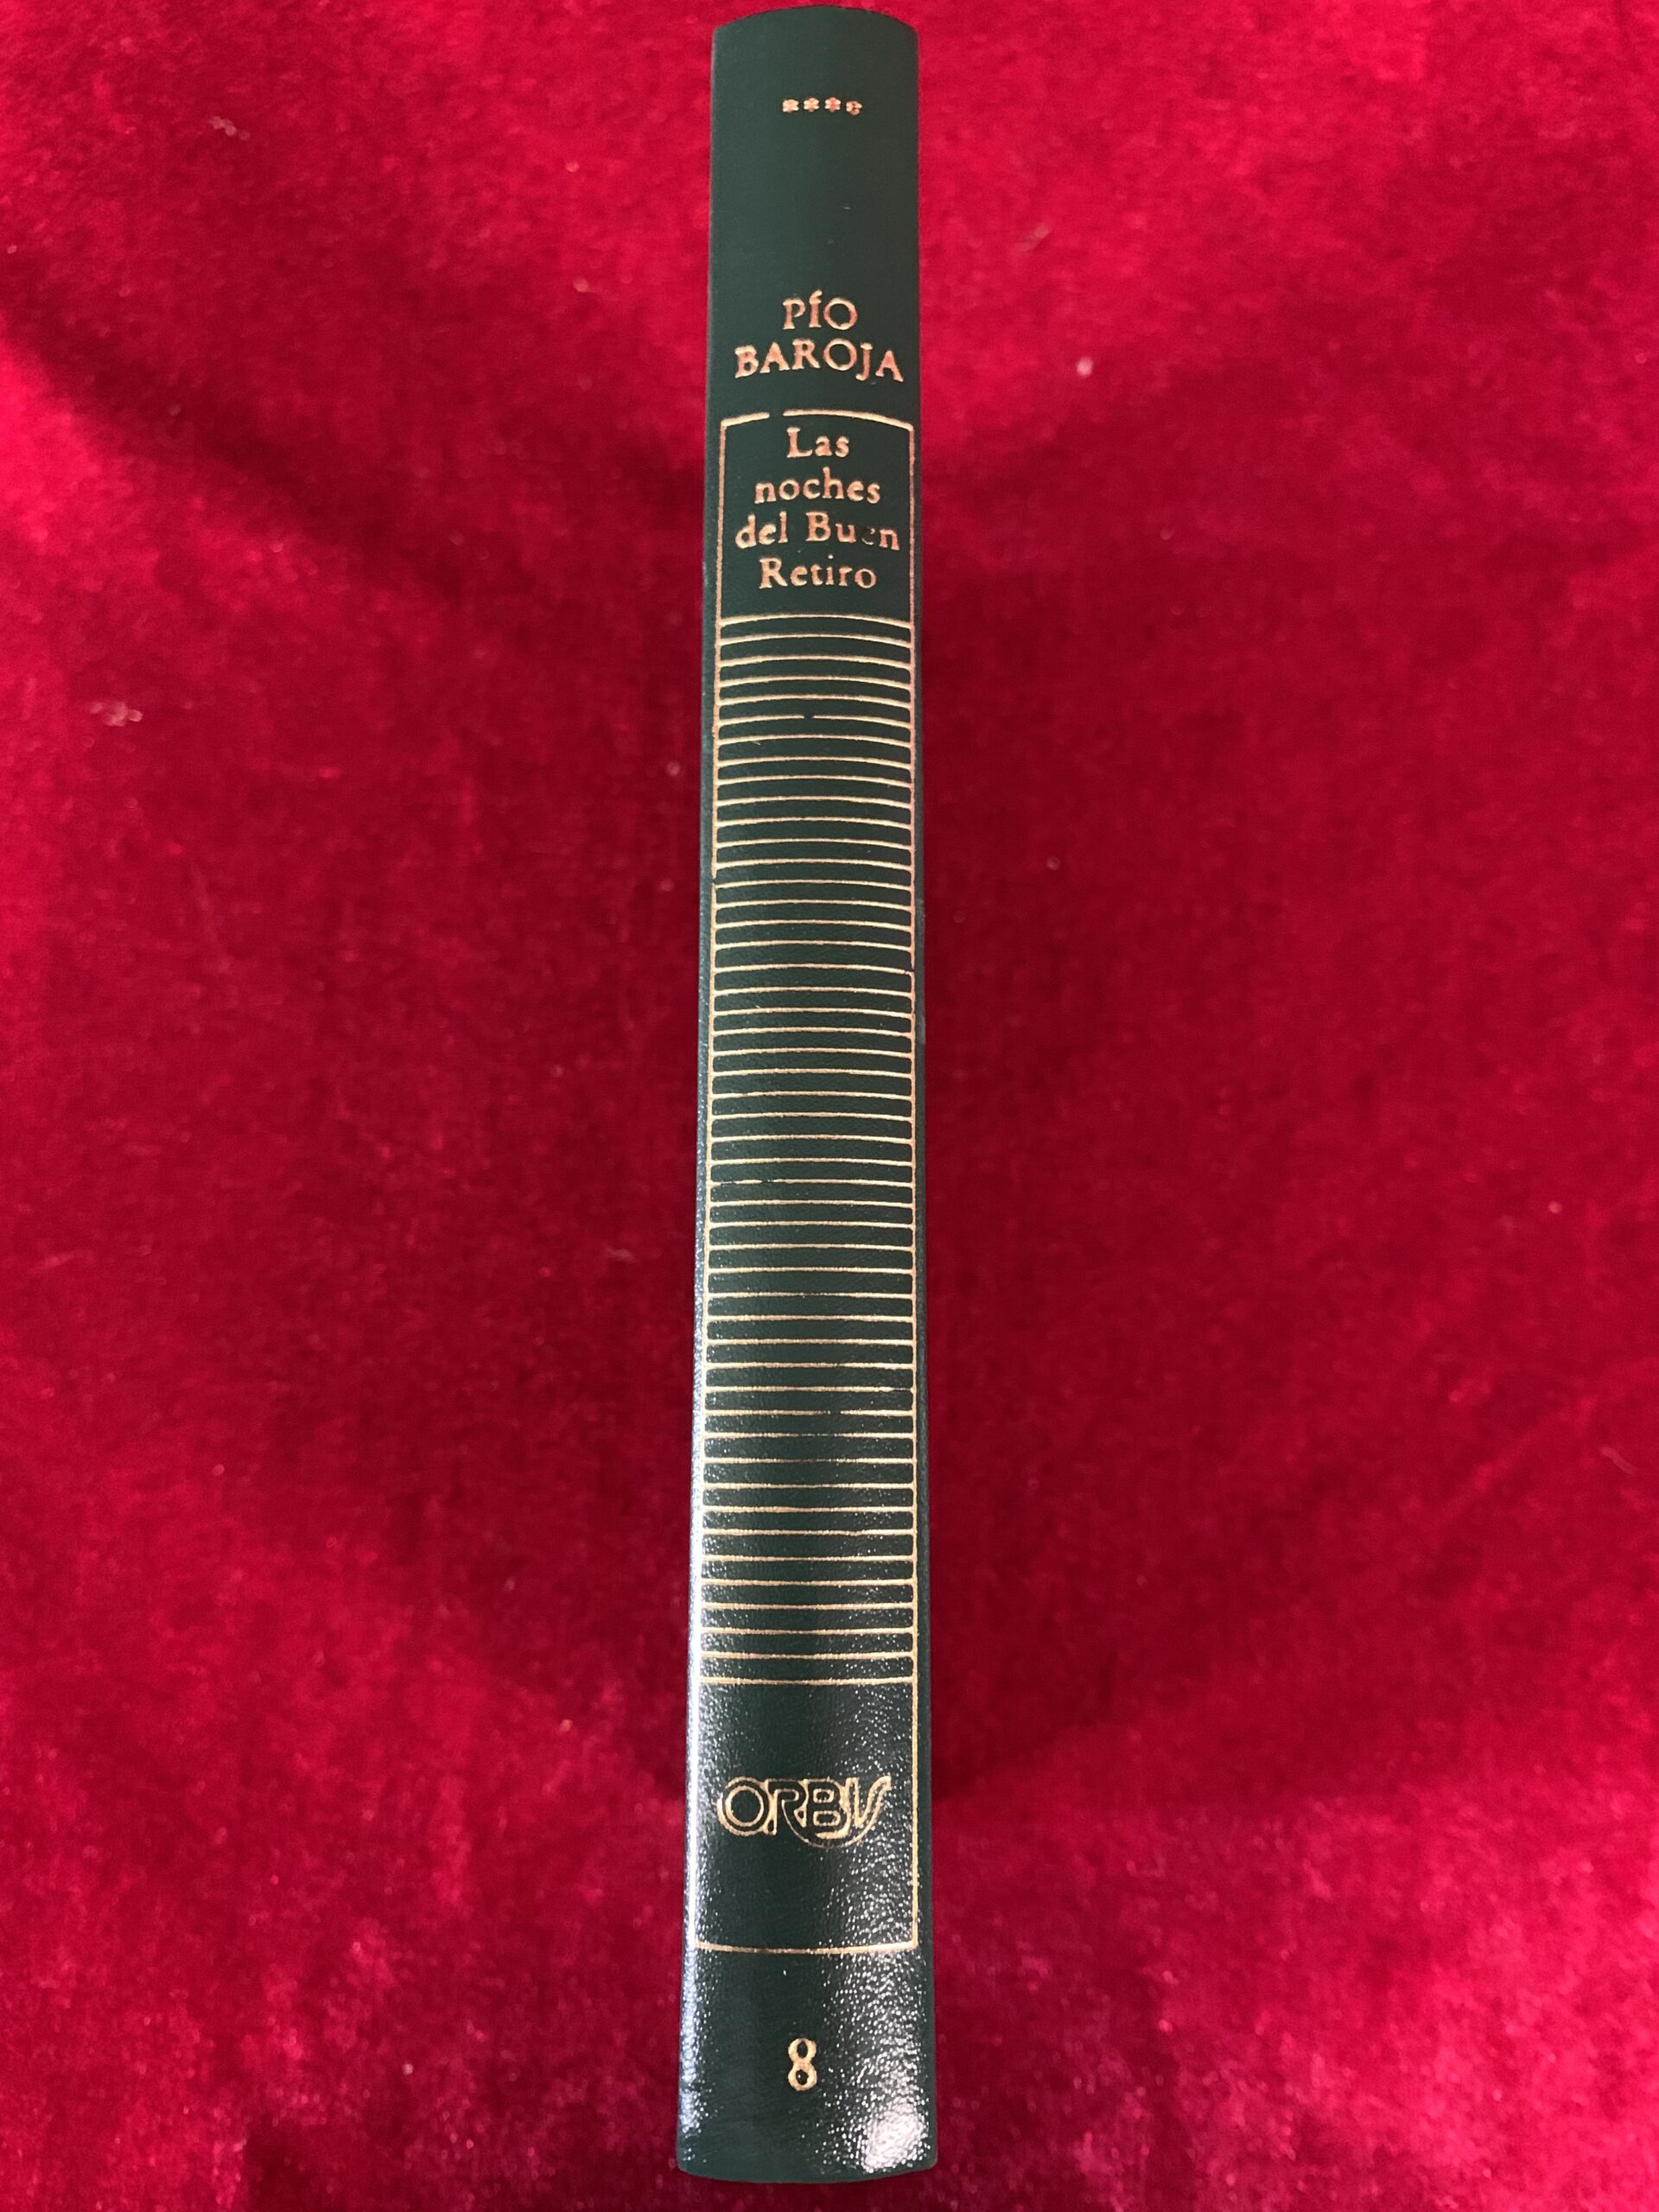 ****
PÍO
BAROJA
Las
noches
del Buen
Retiro
ORBIS
8